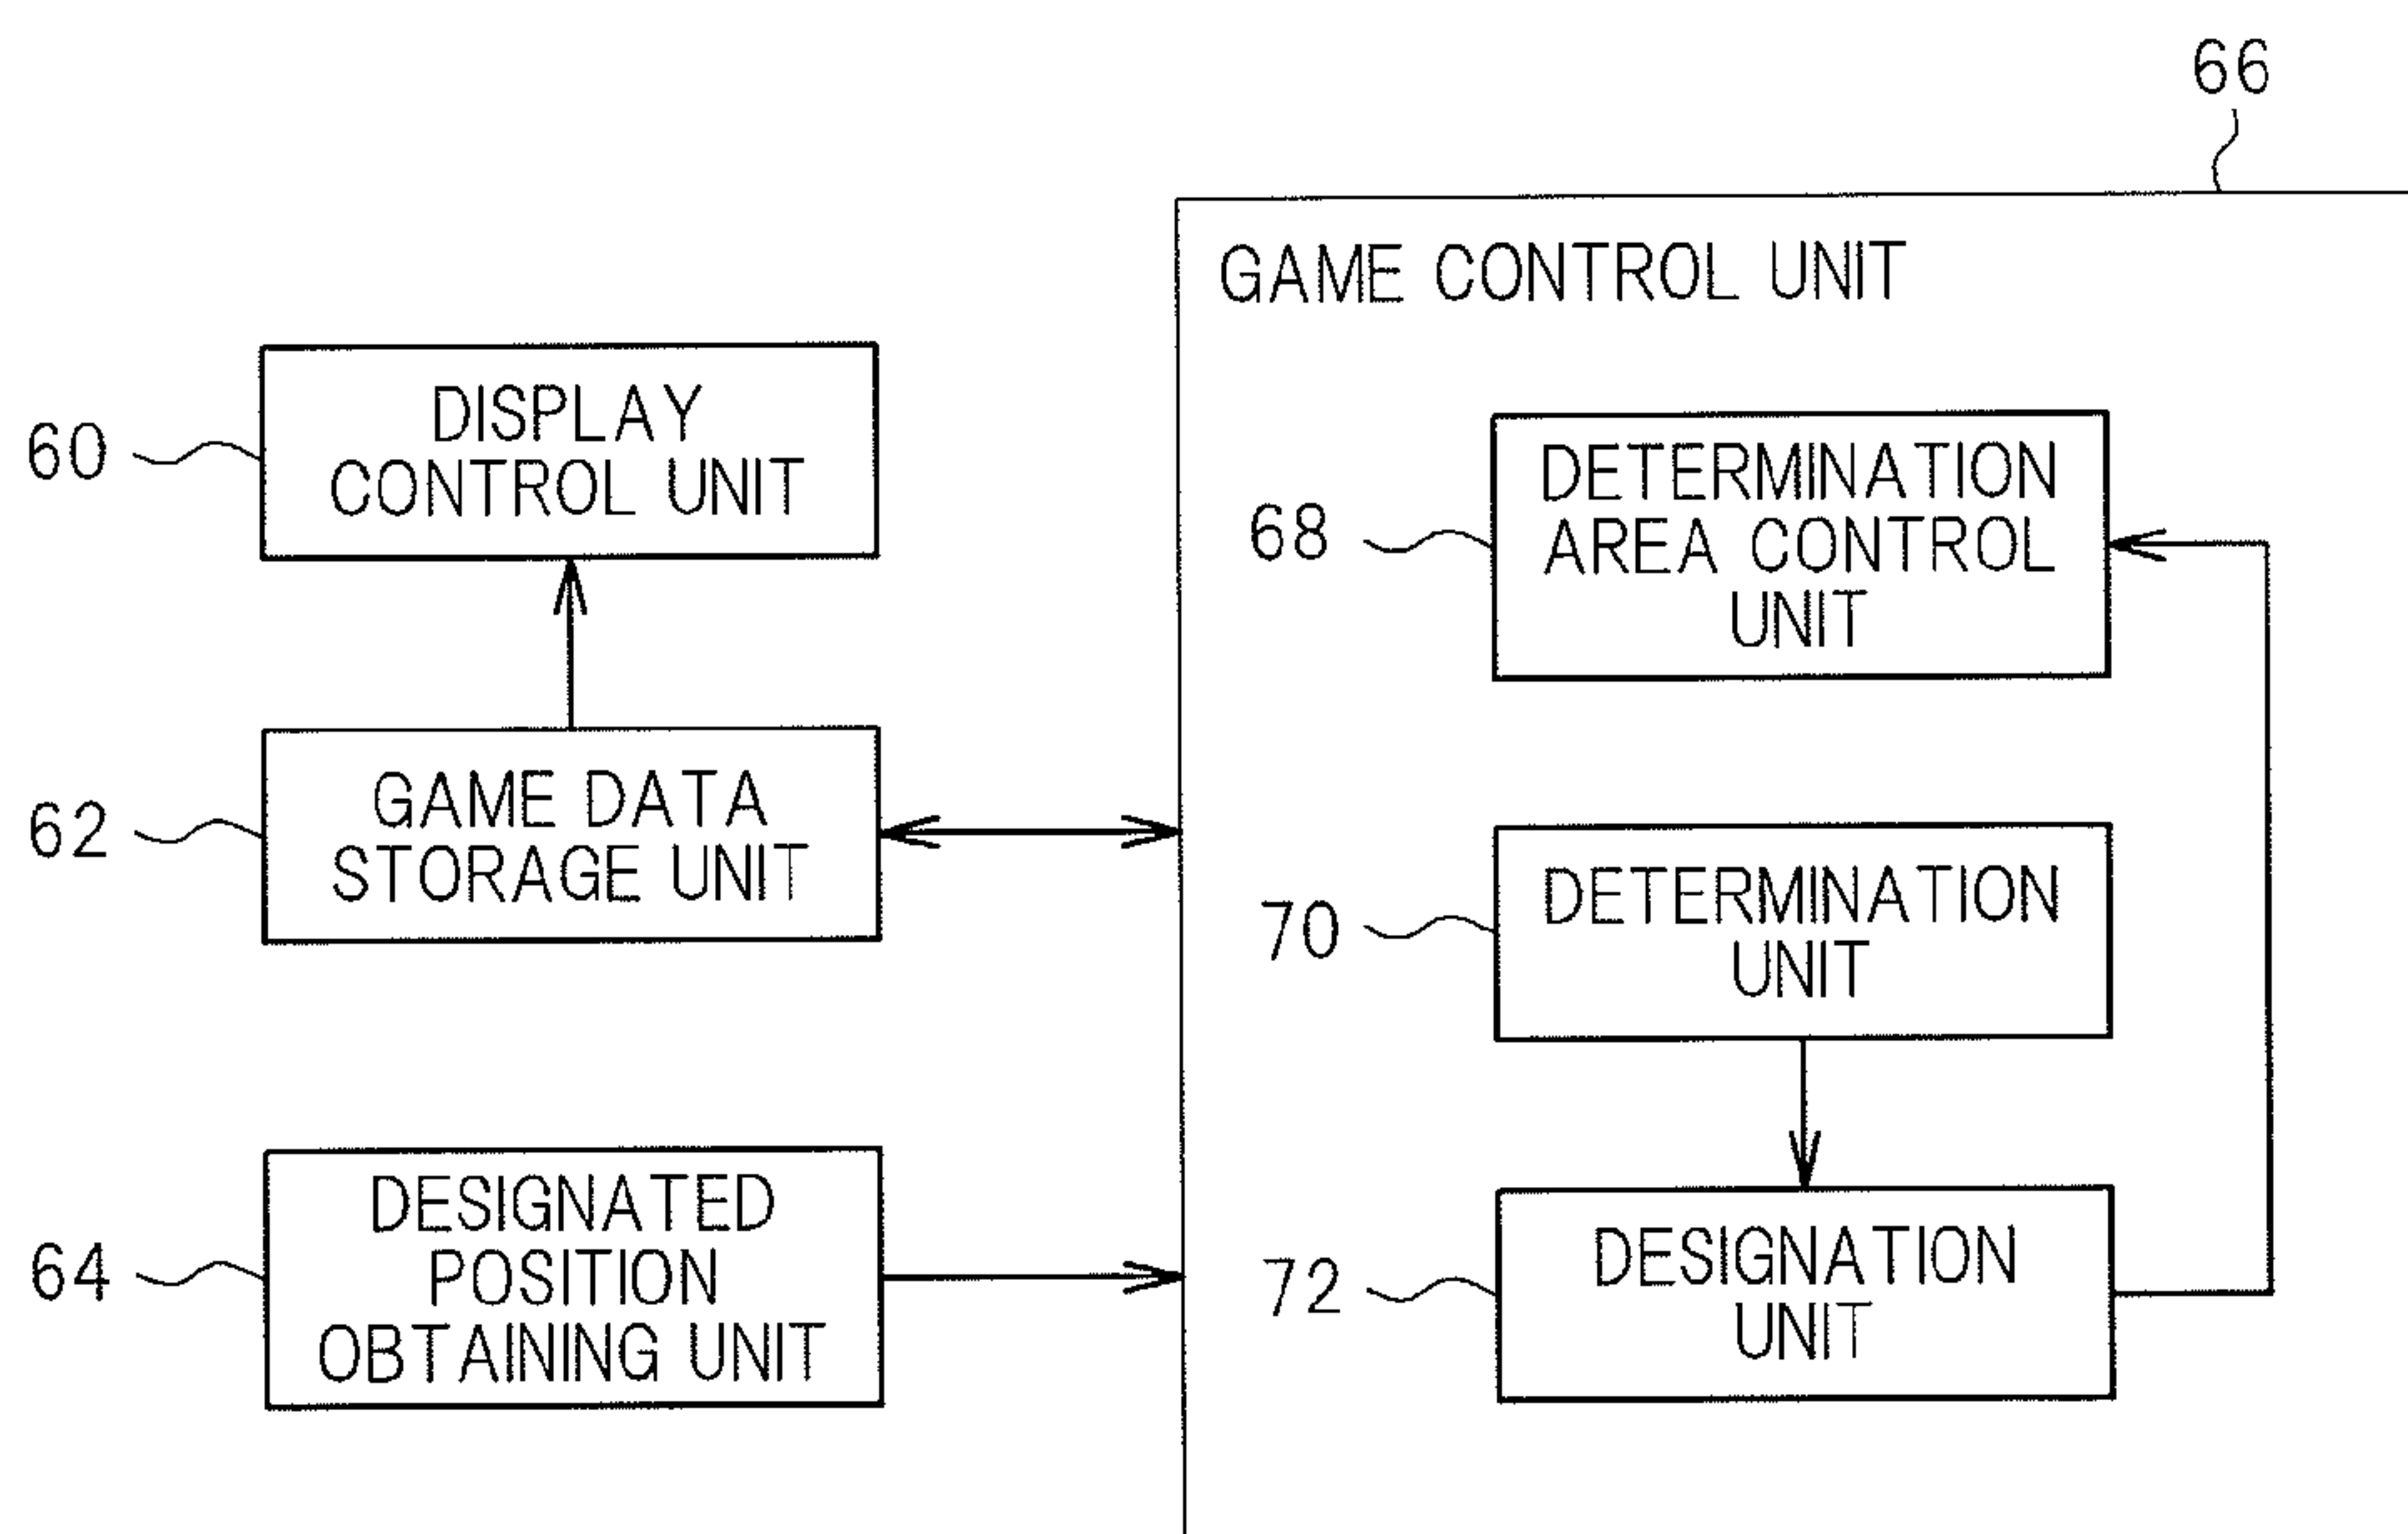 66
GAME CONTROL UNIT
60
DISPLAY
CONTROL UNIT
68
DETERMINATION
AREA CONTROL
UNIT
62
GAME DATA
STORAGE UNIT
70
DETERMINATION
UNIT
64
DESIGNATED
POSITION
OBTAINING UNIT
72
DESIGNATION
UNIT